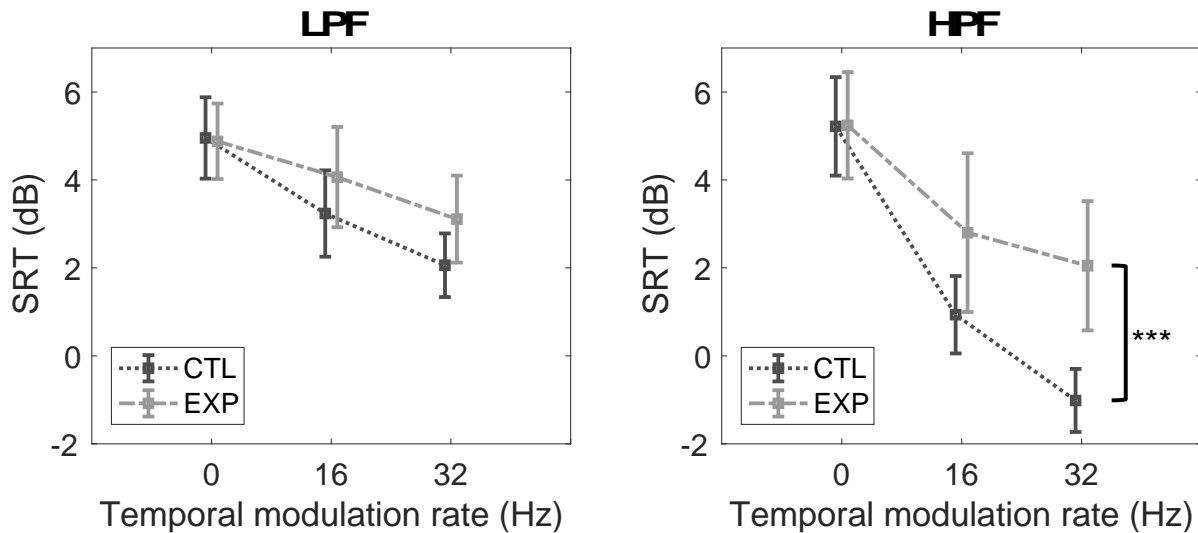 LPF
SRT (dB)
6
4
2
0
-2
CTL
EXP
0 16 32
Temporal modulation rate (Hz)
HPF
SRT (dB)
6
4
2
0
-2
***
CTL
EXP
0 16 32
Temporal modulation rate (Hz)